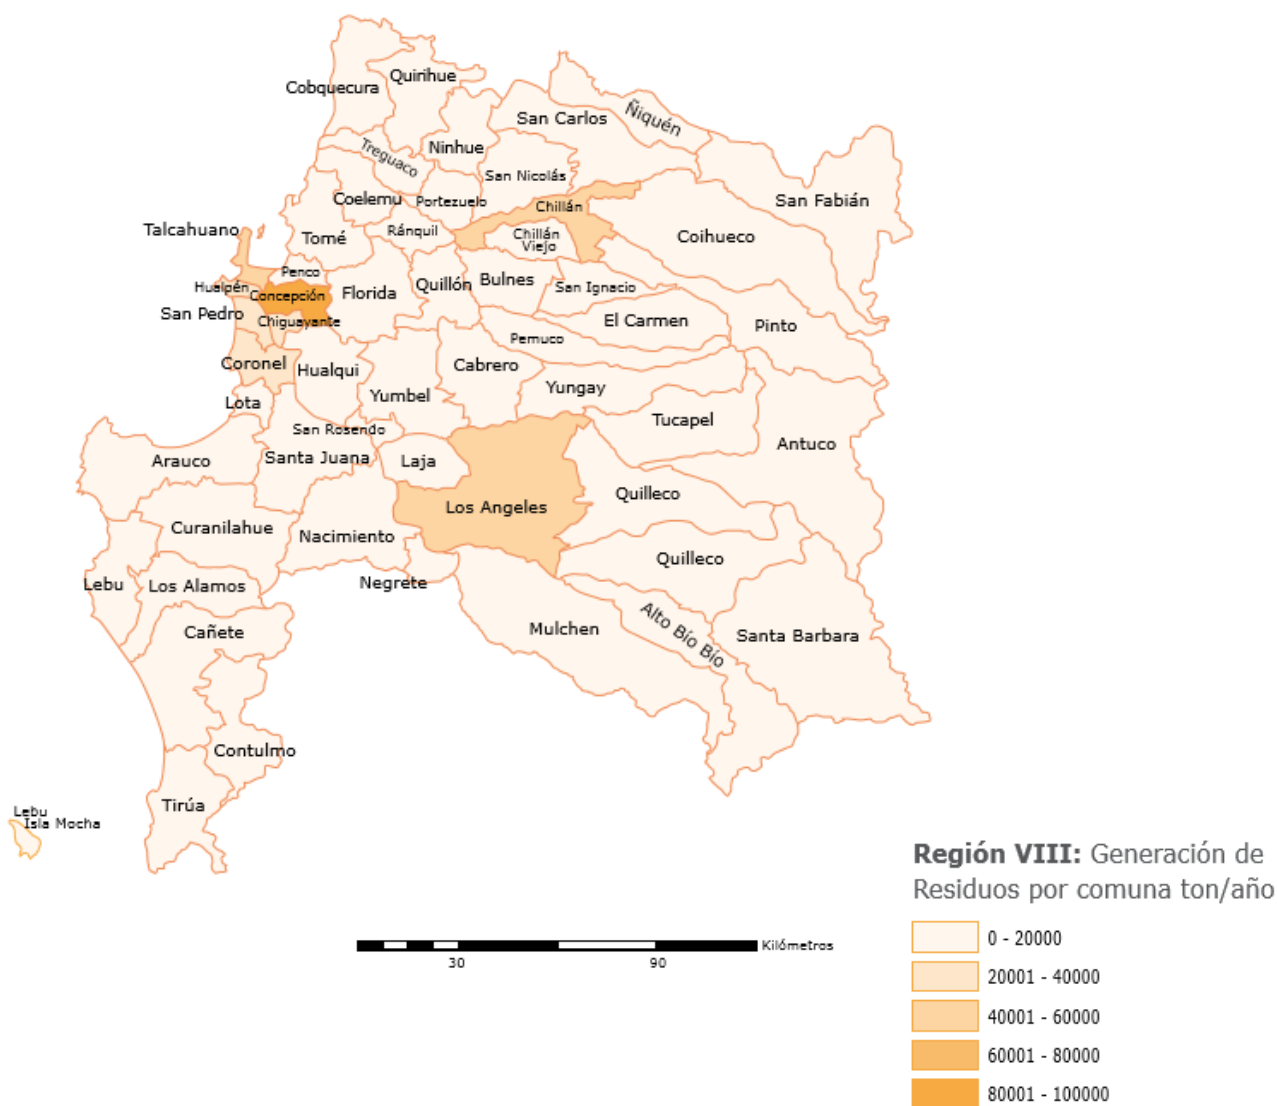 Quirihue
Cobquecura
Ñiquén
San Carlos
Ninhue
Treguaco
San Nicolás
San Fabián
Coelemu
Portezuelo
Chillán
Talcahuano
Ránquil
Tomé
Chillán
Viejo
Coihueco
Penco
Quillón
Bulnes
Hualpén
Concepción
Florida
San Ignacio
San Pedro
Chiguayante
El Carmen
Pinto
Pemuco
Coronel
Hualqui
Cabrero
Yungay
Yumbel
Lota
Tucapel
San Rosendo
Antuco
Arauco
Santa Juana
Laja
Quilleco
Los Angeles
Curanilahue
Nacimiento
Quilleco
Lebu
Los Alamos
Negrete
Alto Bío Bío
Cañete
Mulchen
Santa Barbara
Contulmo
Tirúa
Lebu
Isla Mocha
Región VIII: Generación de
Residuos por comuna ton/año
0 - 20000
20001 - 40000
40001 - 60000
60001 - 80000
80001 - 100000
Kilómetros
30 90